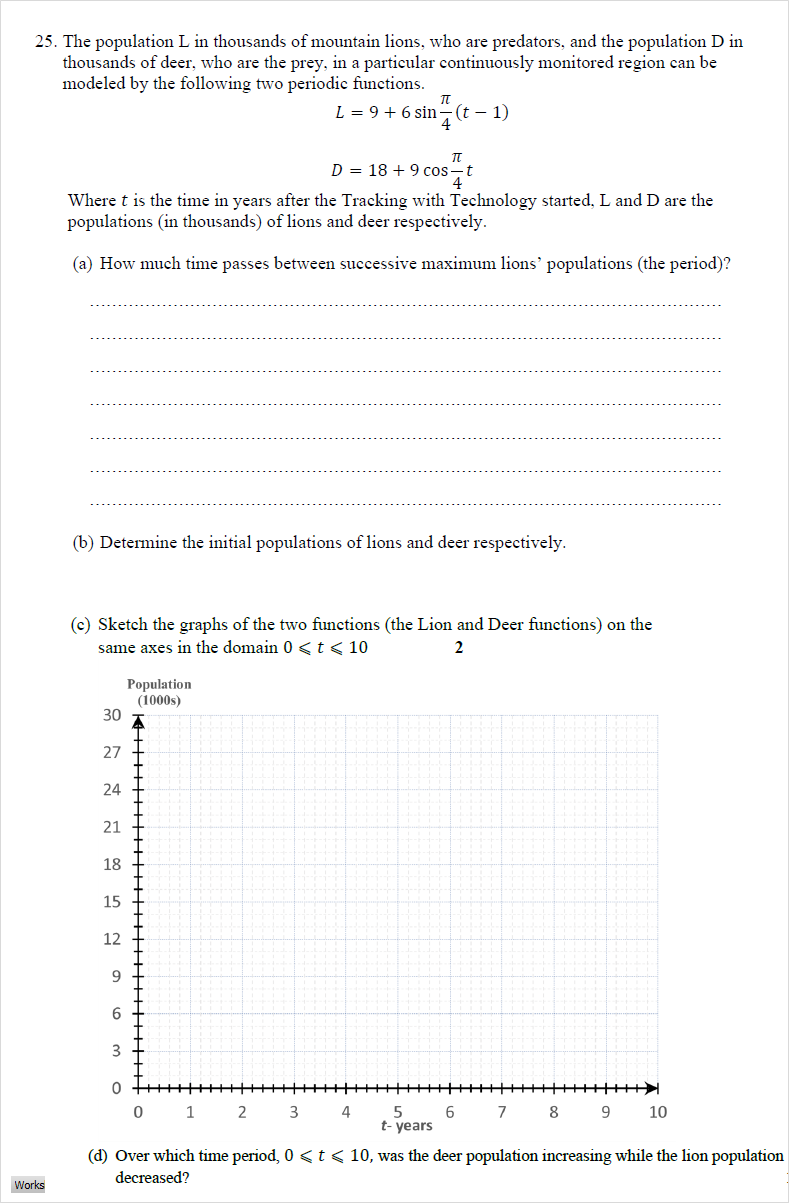 25. The population L in thousands of mountain lions, who are predators, and the population D in
thousands of deer, who are the prey, in a particular continuously monitored region can be
modeled by the following two periodic functions.
L = 9 + 6 sin π/4 (t − 1)
D = 18 + 9 cos π/4 t
Where t is the time in years after the Tracking with Technology started, L and D are the
populations (in thousands) of lions and deer respectively.
(a) How much time passes between successive maximum lions’ populations (the period)?
(b) Determine the initial populations of lions and deer respectively.
(c) Sketch the graphs of the two functions (the Lion and Deer functions) on the
same axes in the domain 0 ⩽ t ⩽ 10 2
Population
(1000s)
30
27
24
21
18
15
12
9
6
3
0
0 1 2 3 4 5 6 7 8 9 10
t- years
(d) Over which time period, 0 ⩽ t ⩽ 10, was the deer population increasing while the lion population
decreased?
Works